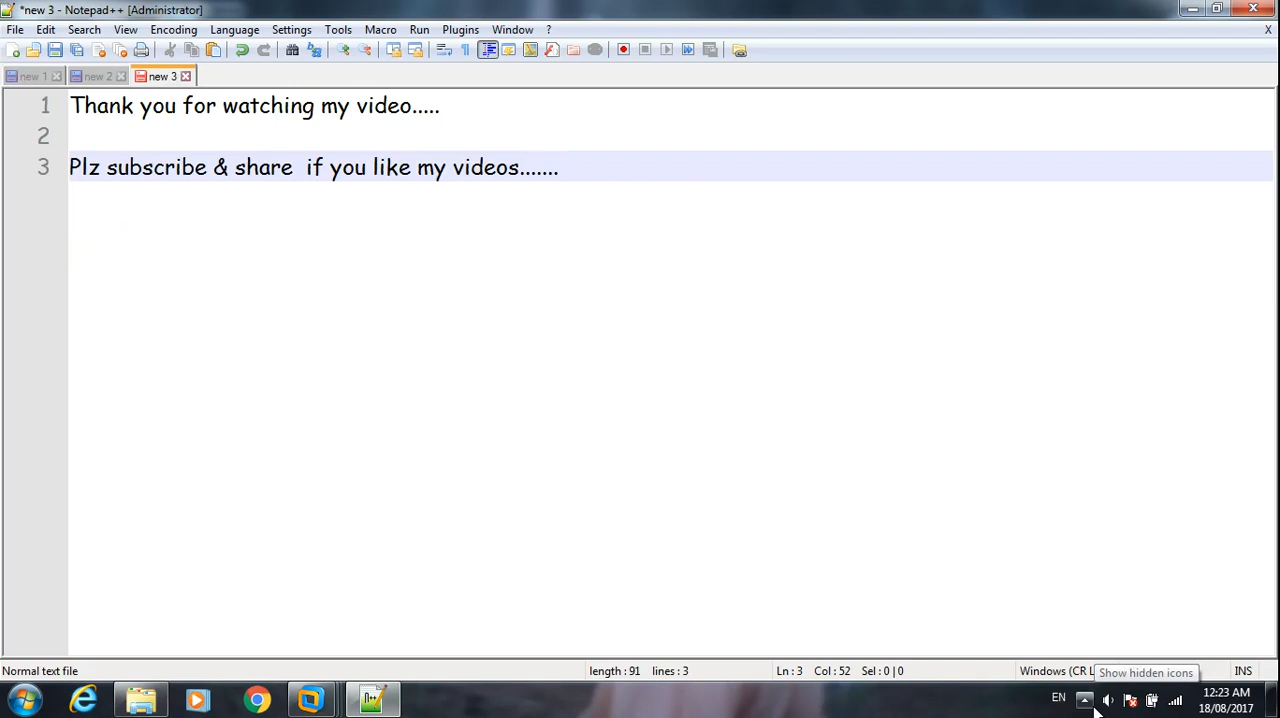 *new 3 - Notepad++ [Administrator]
File Edit Search View Encoding Language Settings Tools Macro Run Plugins Window ? X
new 1 new 2 new 3
1 Thank you for watching my video.....
2
3 Plz subscribe & share  if you like my videos.......
Normal text file length : 91 lines : 3 Ln : 3 Col : 52 Sel : 0 | 0 Windows (CR L INS
Show hidden icons
EN 12:23 AM
18/08/2017